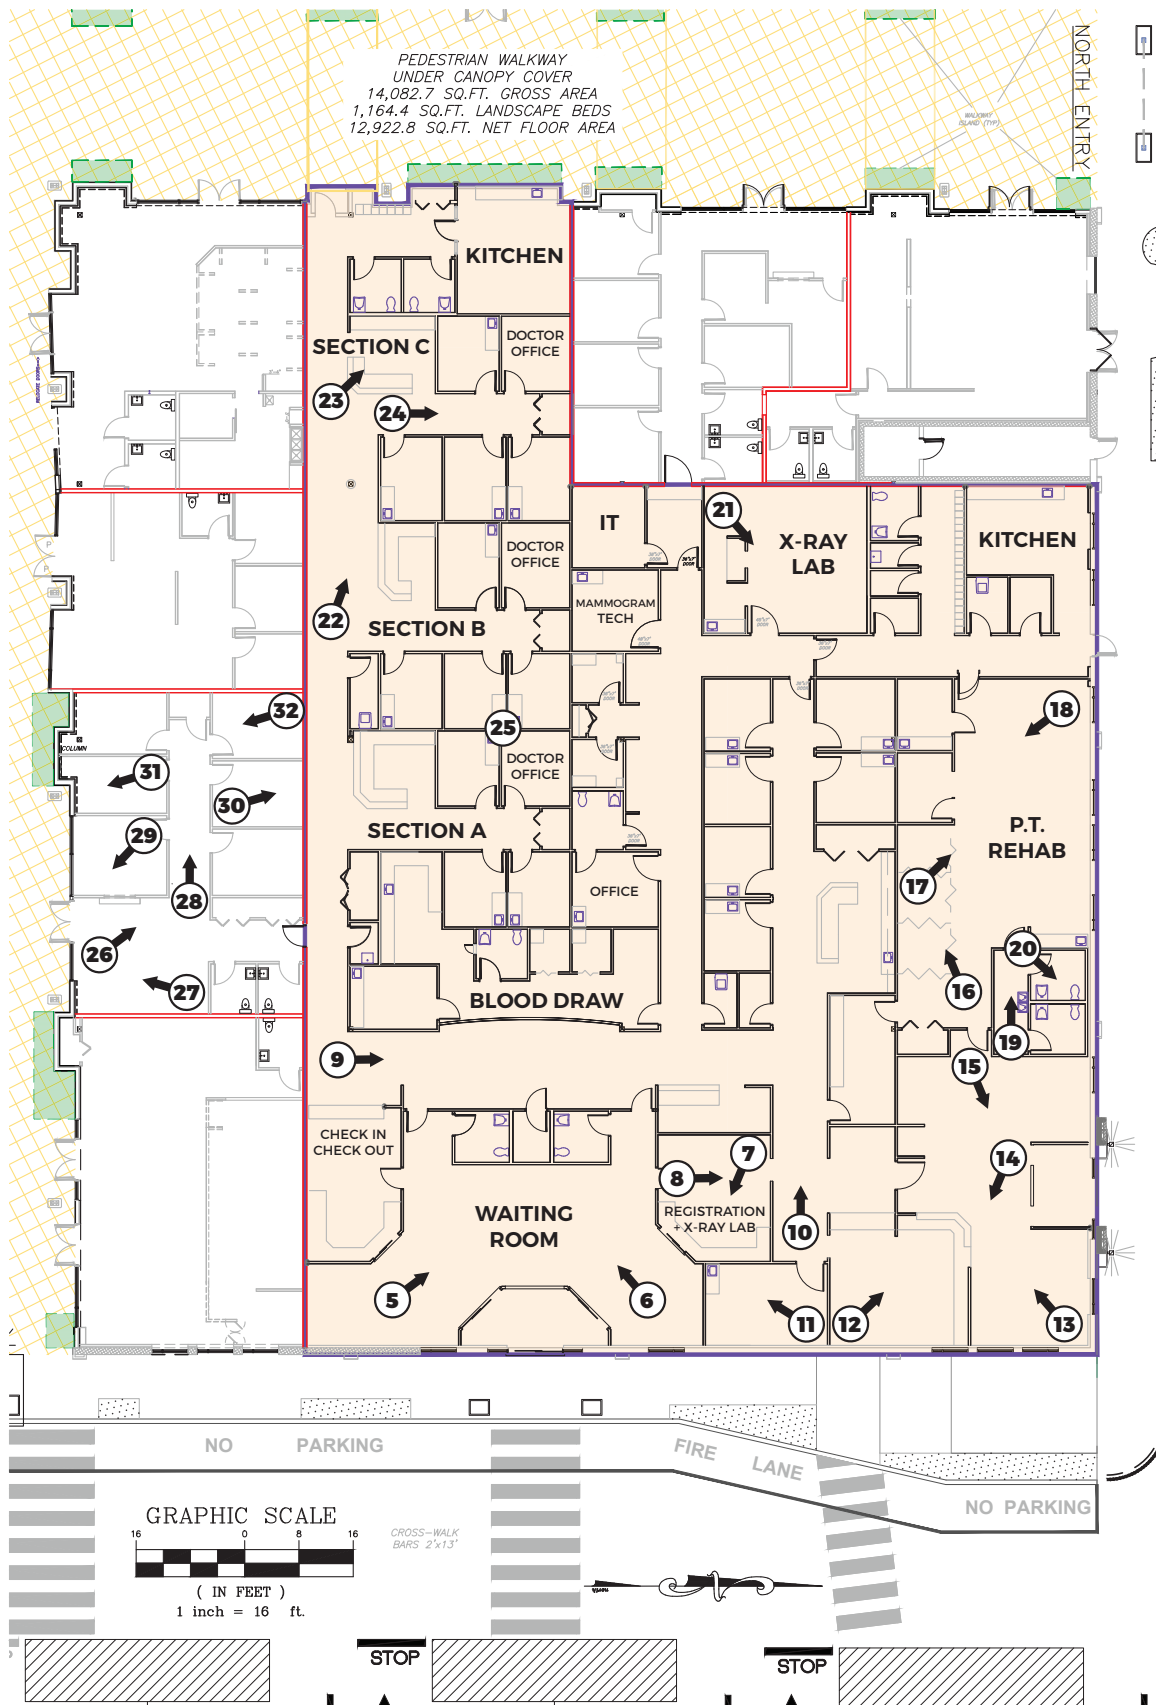 PEDESTRIAN WALKWAY
UNDER CANOPY COVER
14,082.7 SQ.FT. GROSS AREA
1,164.4 SQ.FT. LANDSCAPE BEDS
12,922.8 SQ.FT. NET FLOOR AREA
NORTH ENTRY
WALKWAY
ISLAND (TYP)
KITCHEN
SECTION C
DOCTOR
OFFICE
23
24
IT
21
X-RAY
LAB
KITCHEN
DOCTOR
OFFICE
MAMMOGRAM
TECH
22
SECTION B
32
25
18
COLUMN
31
DOCTOR
OFFICE
30
29
SECTION A
P.T.
REHAB
28
17
OFFICE
26
20
27
BLOOD DRAW
16
19
9
15
CHECK IN
CHECK OUT
7
14
8
WAITING
ROOM
REGISTRATION
+ X-RAY LAB
10
5
6
11
12
13
NO PARKING
FIRE LANE
NO PARKING
GRAPHIC SCALE
16 0 8 16
CROSS-WALK
BARS 2'x13'
( IN FEET )
1 inch = 16 ft.
north
STOP
STOP